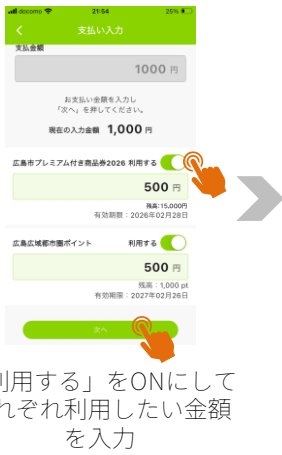 docomo 21:54 25%
支払い入力
支払金額
1000 円
お支払い金額を入力し
「次へ」を押してください。
現在の入力金額 1,000 円
広島市プレミアム付き商品券2026 利用する
500 円
残高:15,000円
有効期限：2026年02月28日
広島広域都市圏ポイント 利用する
500 円
残高：1,000 pt
有効期限：2027年02月26日
次へ
利用する」をONにして
れぞれ利用したい金額
を入力